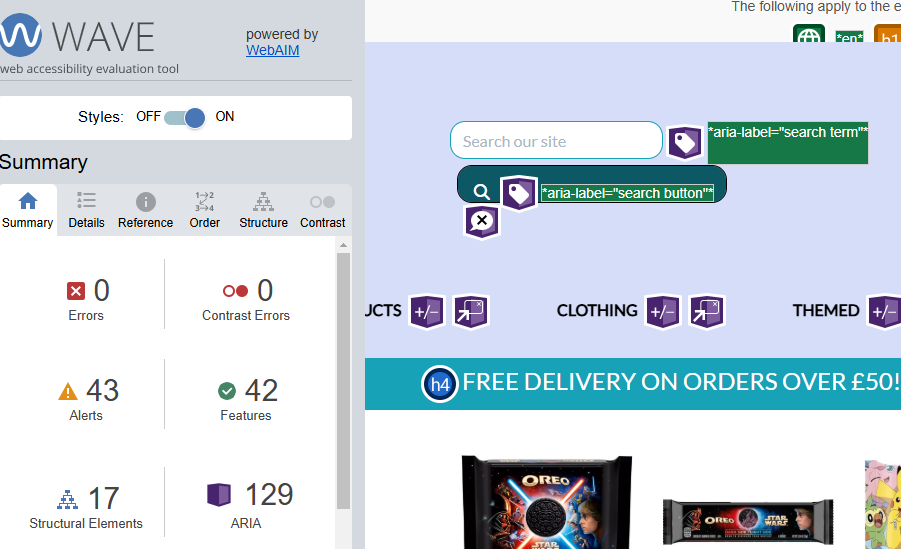 The following apply to the e
WAVE
powered by
WebAIM
web accessibility evaluation tool
*en*
h1
Styles: OFF ON
Summary
Summary Details Reference Order Structure Contrast
0
Errors
0
Contrast Errors
43
Alerts
42
Features
17
Structural Elements
129
ARIA
Search our site
*aria-label="search term"*
*aria-label="search button"*
UCTS +/−
CLOTHING +/−
THEMED +/−
h4 FREE DELIVERY ON ORDERS OVER £50!
OREO
STAR
WARS
OREO
STAR
WARS